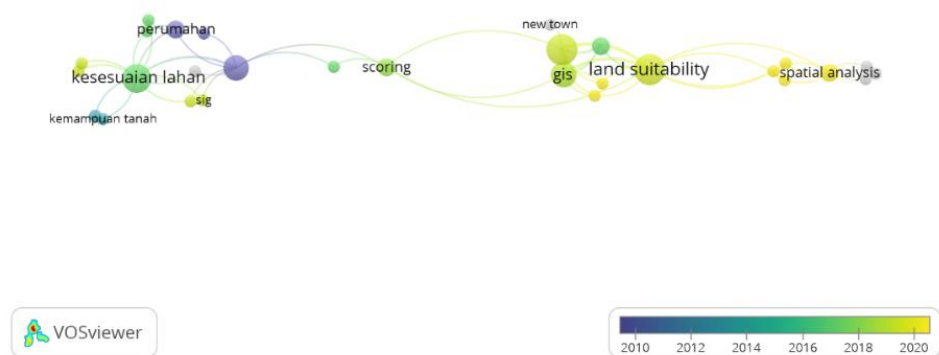 new town
perumahan
scoring
land suitability
kesesuaian lahan
gis
spatial analysis
sig
kemampuan tanah
VOSviewer
2010 2012 2014 2016 2018 2020